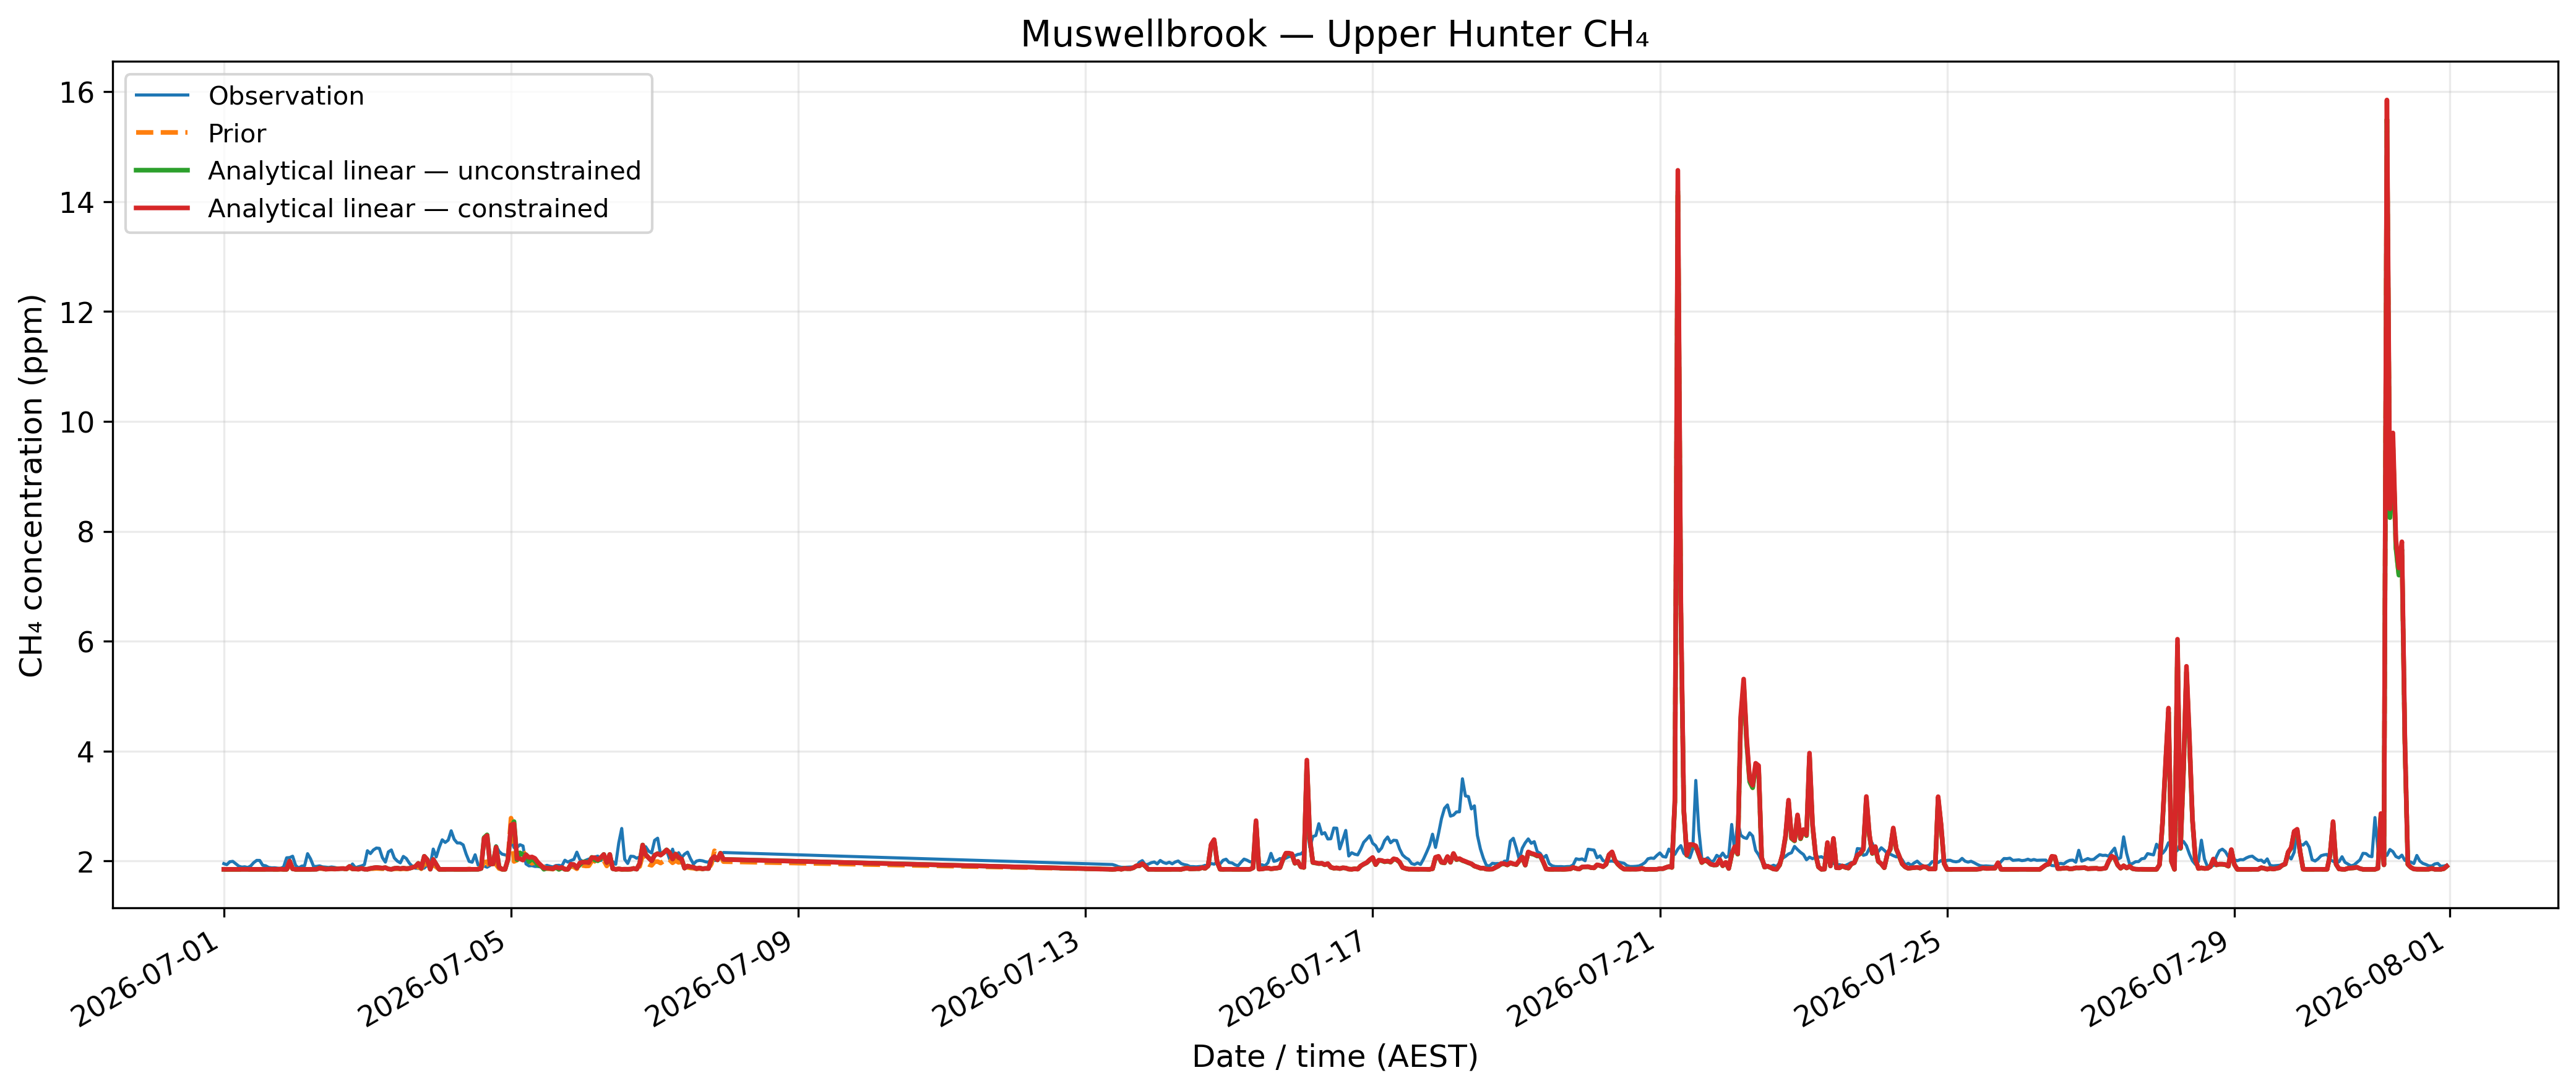 Muswellbrook — Upper Hunter CH₄
Observation
Prior
Analytical linear — unconstrained
Analytical linear — constrained
CH₄ concentration (ppm)
16
14
12
10
8
6
4
2
2026-07-01
2026-07-05
2026-07-09
2026-07-13
2026-07-17
2026-07-21
2026-07-25
2026-07-29
2026-08-01
Date / time (AEST)